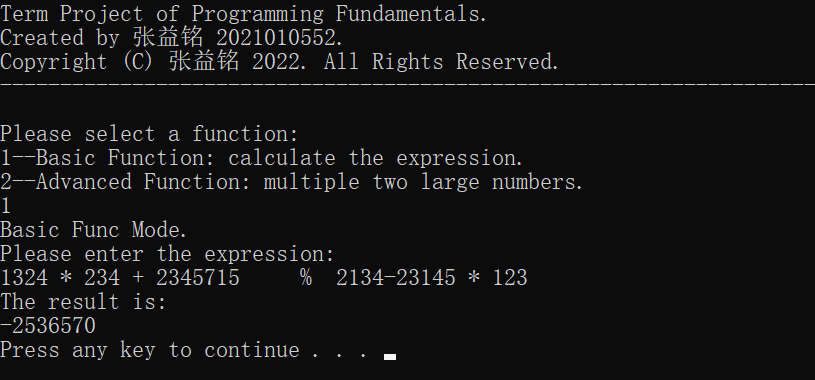 Term Project of Programming Fundamentals.
Created by 张益铭 2021010552.
Copyright (C) 张益铭 2022. All Rights Reserved.
--------------------------------------------------------------------
Please select a function:
1--Basic Function: calculate the expression.
2--Advanced Function: multiple two large numbers.
1
Basic Func Mode.
Please enter the expression:
1324 * 234 + 2345715     %  2134-23145 * 123
The result is:
-2536570
Press any key to continue . . .